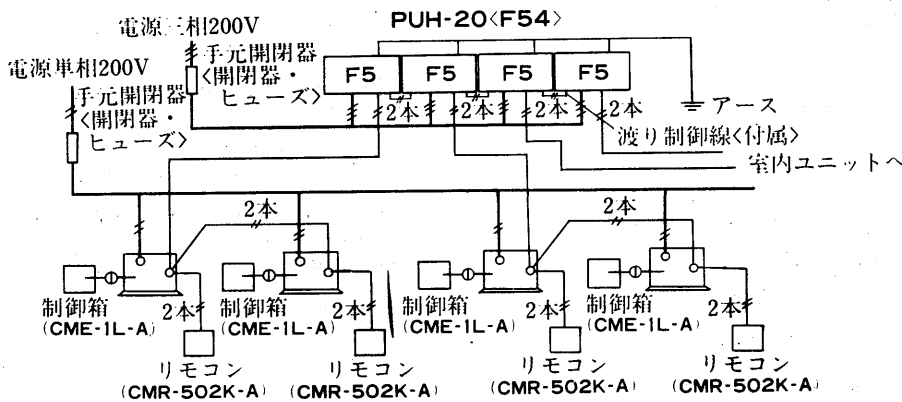 PUH-20<F54>
電源三相200V
手元開閉器
<開閉器・
ヒューズ>
電源単相200V
手元開閉器
<開閉器・
ヒューズ>
F5 F5 F5 F5
2本 2本 2本 2本
アース
渡り制御線<付属>
室内ユニットへ
2本 2本
制御箱
(CME-1L-A)
2本
制御箱
(CME-1L-A)
2本
制御箱
(CME-1L-A)
2本
制御箱
(CME-1L-A)
2本
リモコン
(CMR-502K-A)
リモコン
(CMR-502K-A)
リモコン
(CMR-502K-A)
リモコン
(CMR-502K-A)